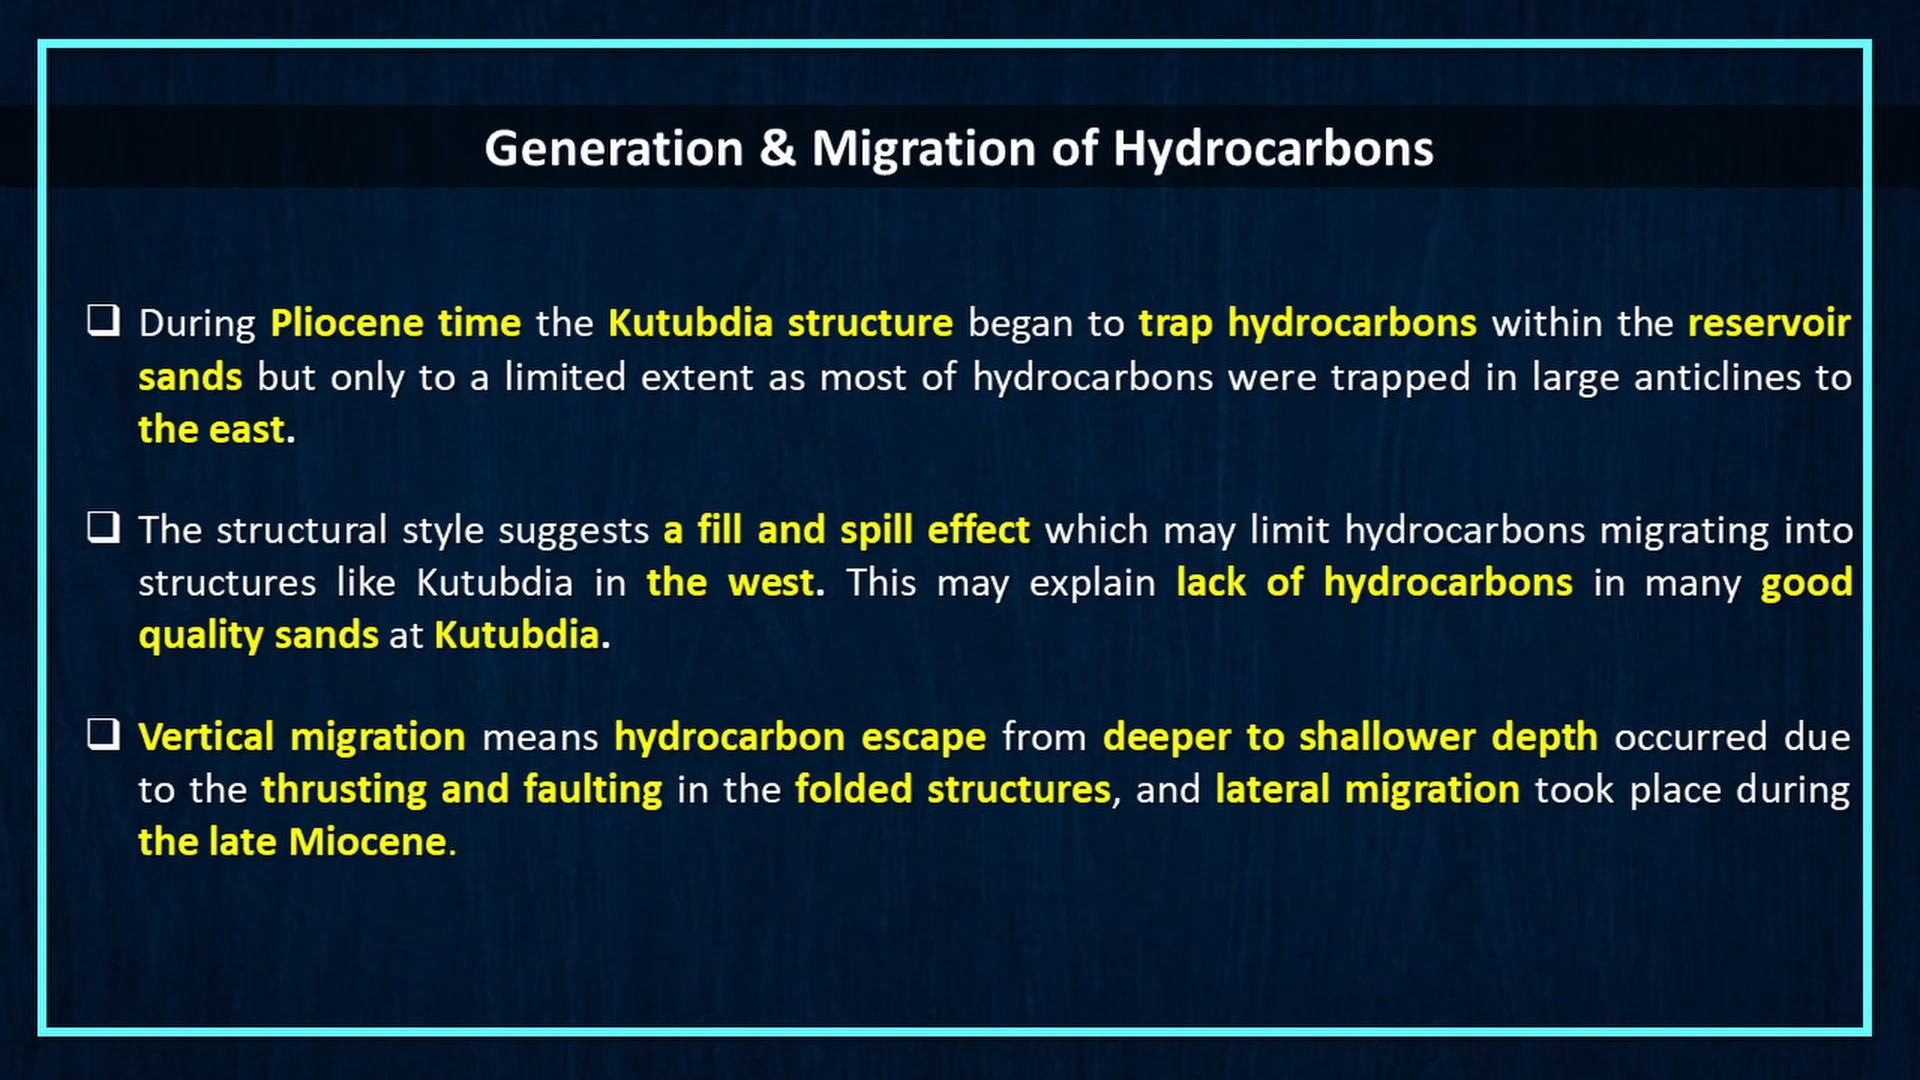 Generation & Migration of Hydrocarbons
❑ During Pliocene time the Kutubdia structure began to trap hydrocarbons within the reservoir
sands but only to a limited extent as most of hydrocarbons were trapped in large anticlines to
the east.
❑ The structural style suggests a fill and spill effect which may limit hydrocarbons migrating into
structures like Kutubdia in the west. This may explain lack of hydrocarbons in many good
quality sands at Kutubdia.
❑ Vertical migration means hydrocarbon escape from deeper to shallower depth occurred due
to the thrusting and faulting in the folded structures, and lateral migration took place during
the late Miocene.